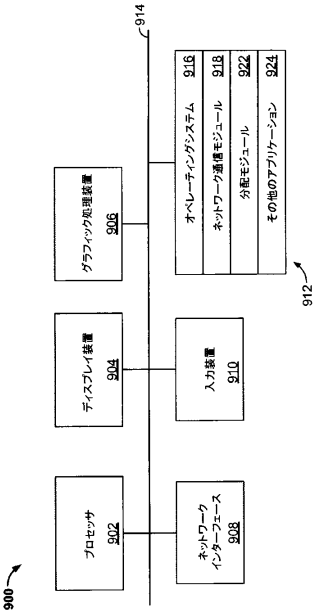 900
プロセッサ
902
ディスプレイ装置
904
グラフィック処理装置
906
914
ネットワーク
インターフェース
908
入力装置
910
オペレーティングシステム 916
ネットワーク通信モジュール 918
分配モジュール 922
その他のアプリケーション 924
912